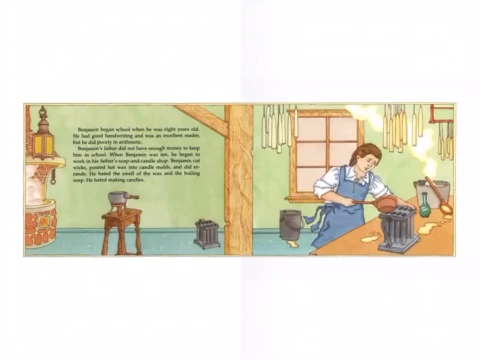 Benjamin began school when he was eight years old.
He had good handwriting and was an excellent reader,
but he did poorly in arithmetic.
Benjamin's father did not have enough money to keep
him in school. When Benjamin was ten, he began to
work in his father's soap-and-candle shop. Benjamin cut
wicks, poured hot wax into candle molds, and did er-
rands. He hated the smell of the wax and the boiling
soap. He hated making candles.